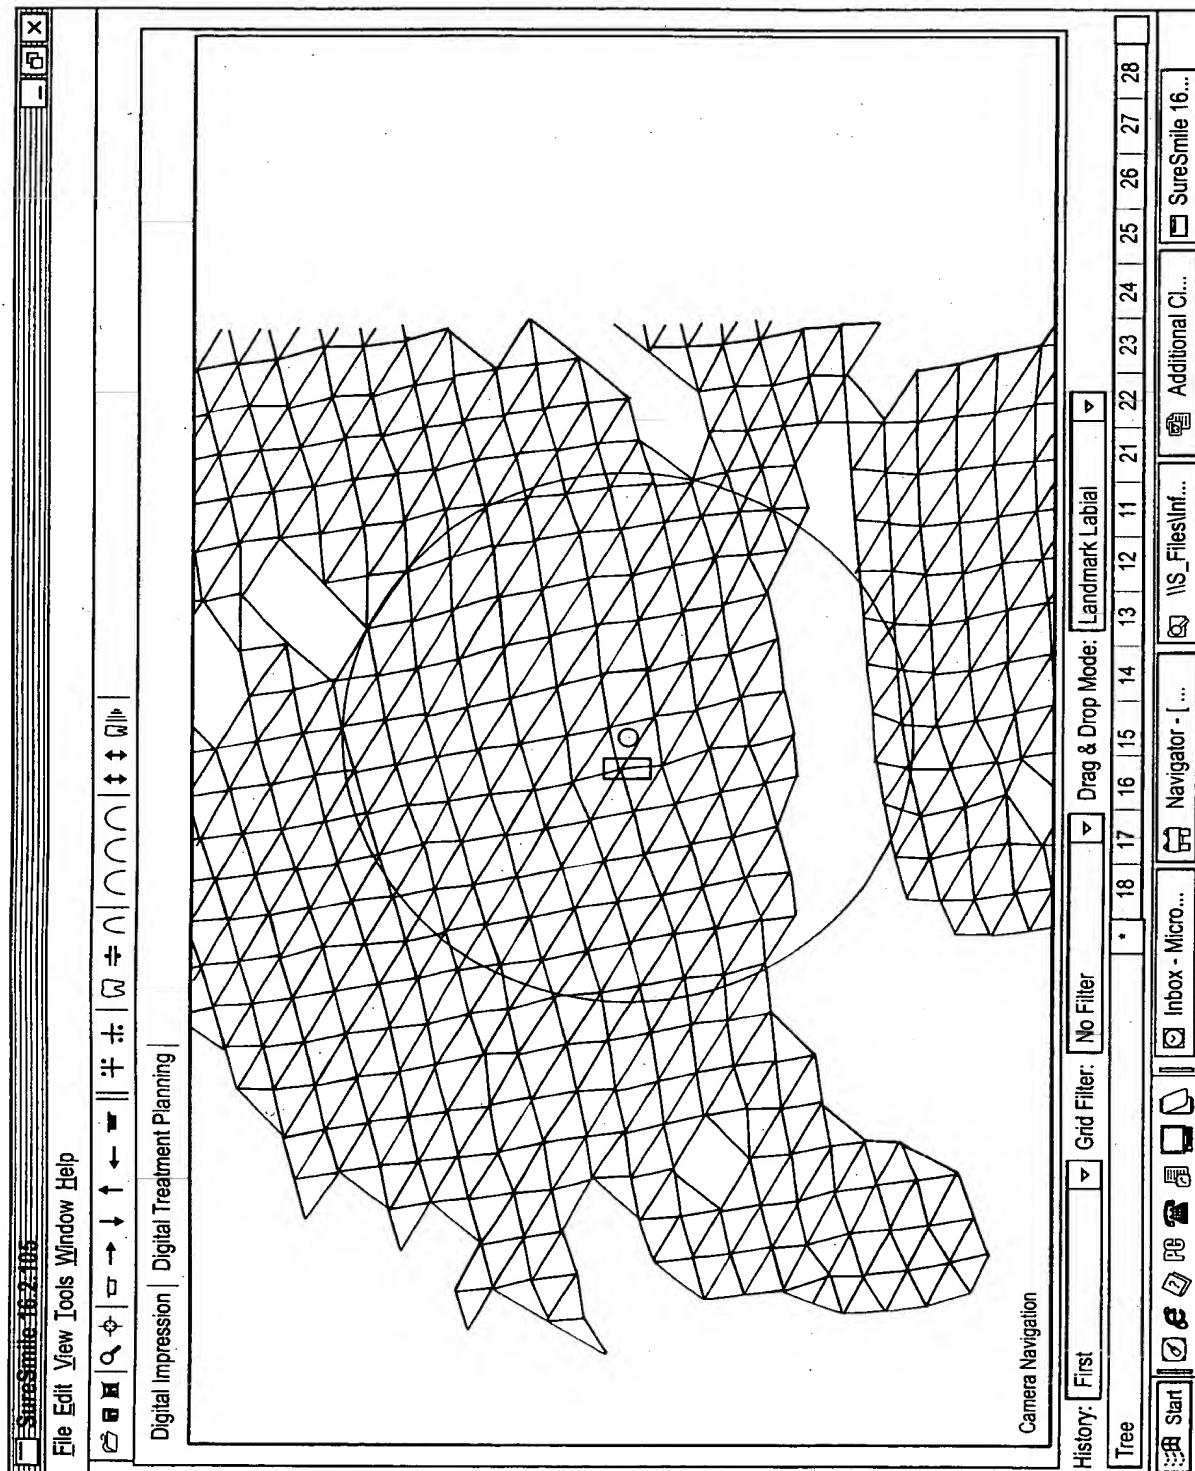 SureSmile 16.2.105
File Edit View Tools Window Help
Digital Impression | Digital Treatment Planning |
Camera Navigation
History: First Grid Filter: No Filter Drag & Drop Mode: Landmark Labial
Tree * 18 17 16 15 14 13 12 11 21 22 23 24 25 26 27 28
Start Inbox - Micro... Navigator - [ ... \\S_Files\Inf... Additional Cl... SureSmile 16...